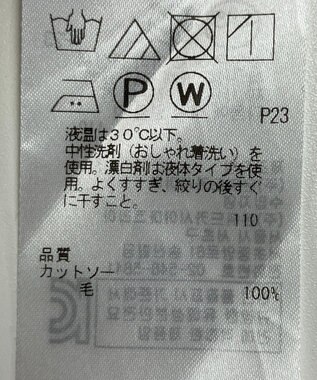 P
W
P23
液温は30℃以下。
中性洗剤(おしゃれ着洗い)を
使用。漂白剤は液体タイプを使
用。よくすすぎ、絞りの後すぐ
に干すこと。
110
品質
カットソー
毛 100%